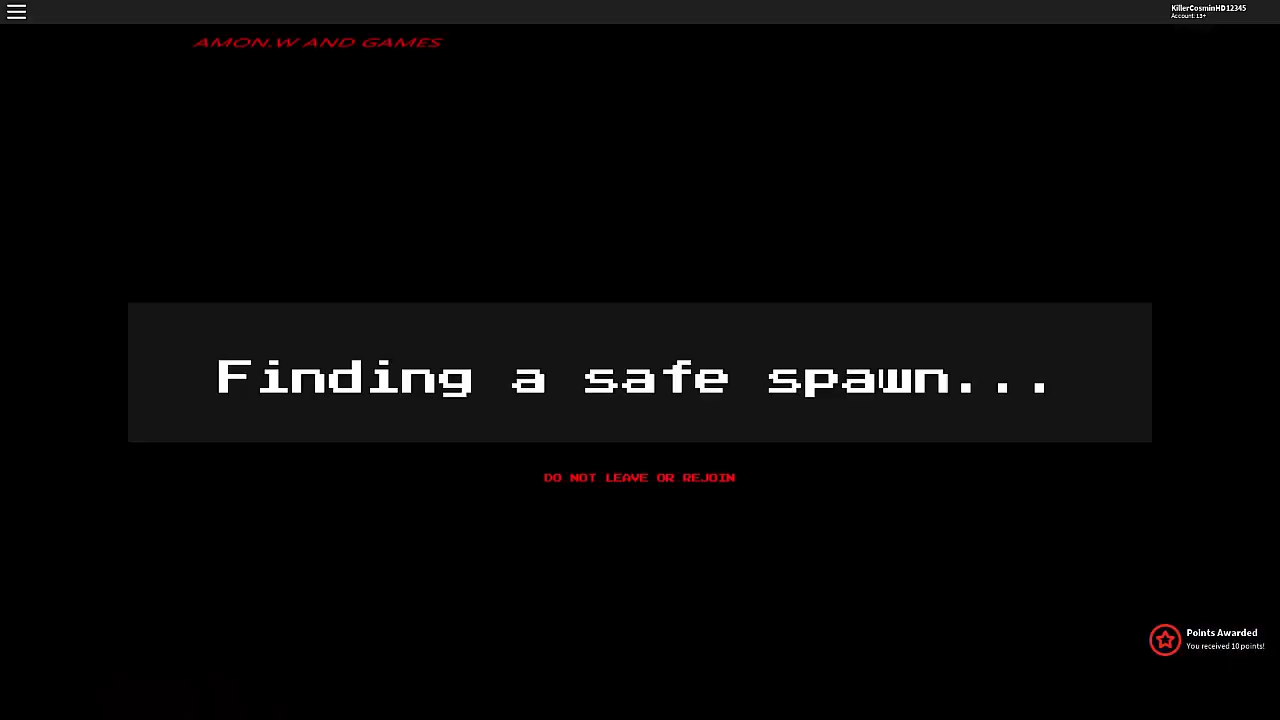 KillerCosminHD12345
Account: 13+
AMON.W AND GAMES
Finding a safe spawn...
DO NOT LEAVE OR REJOIN
Points Awarded
You received 10 points!